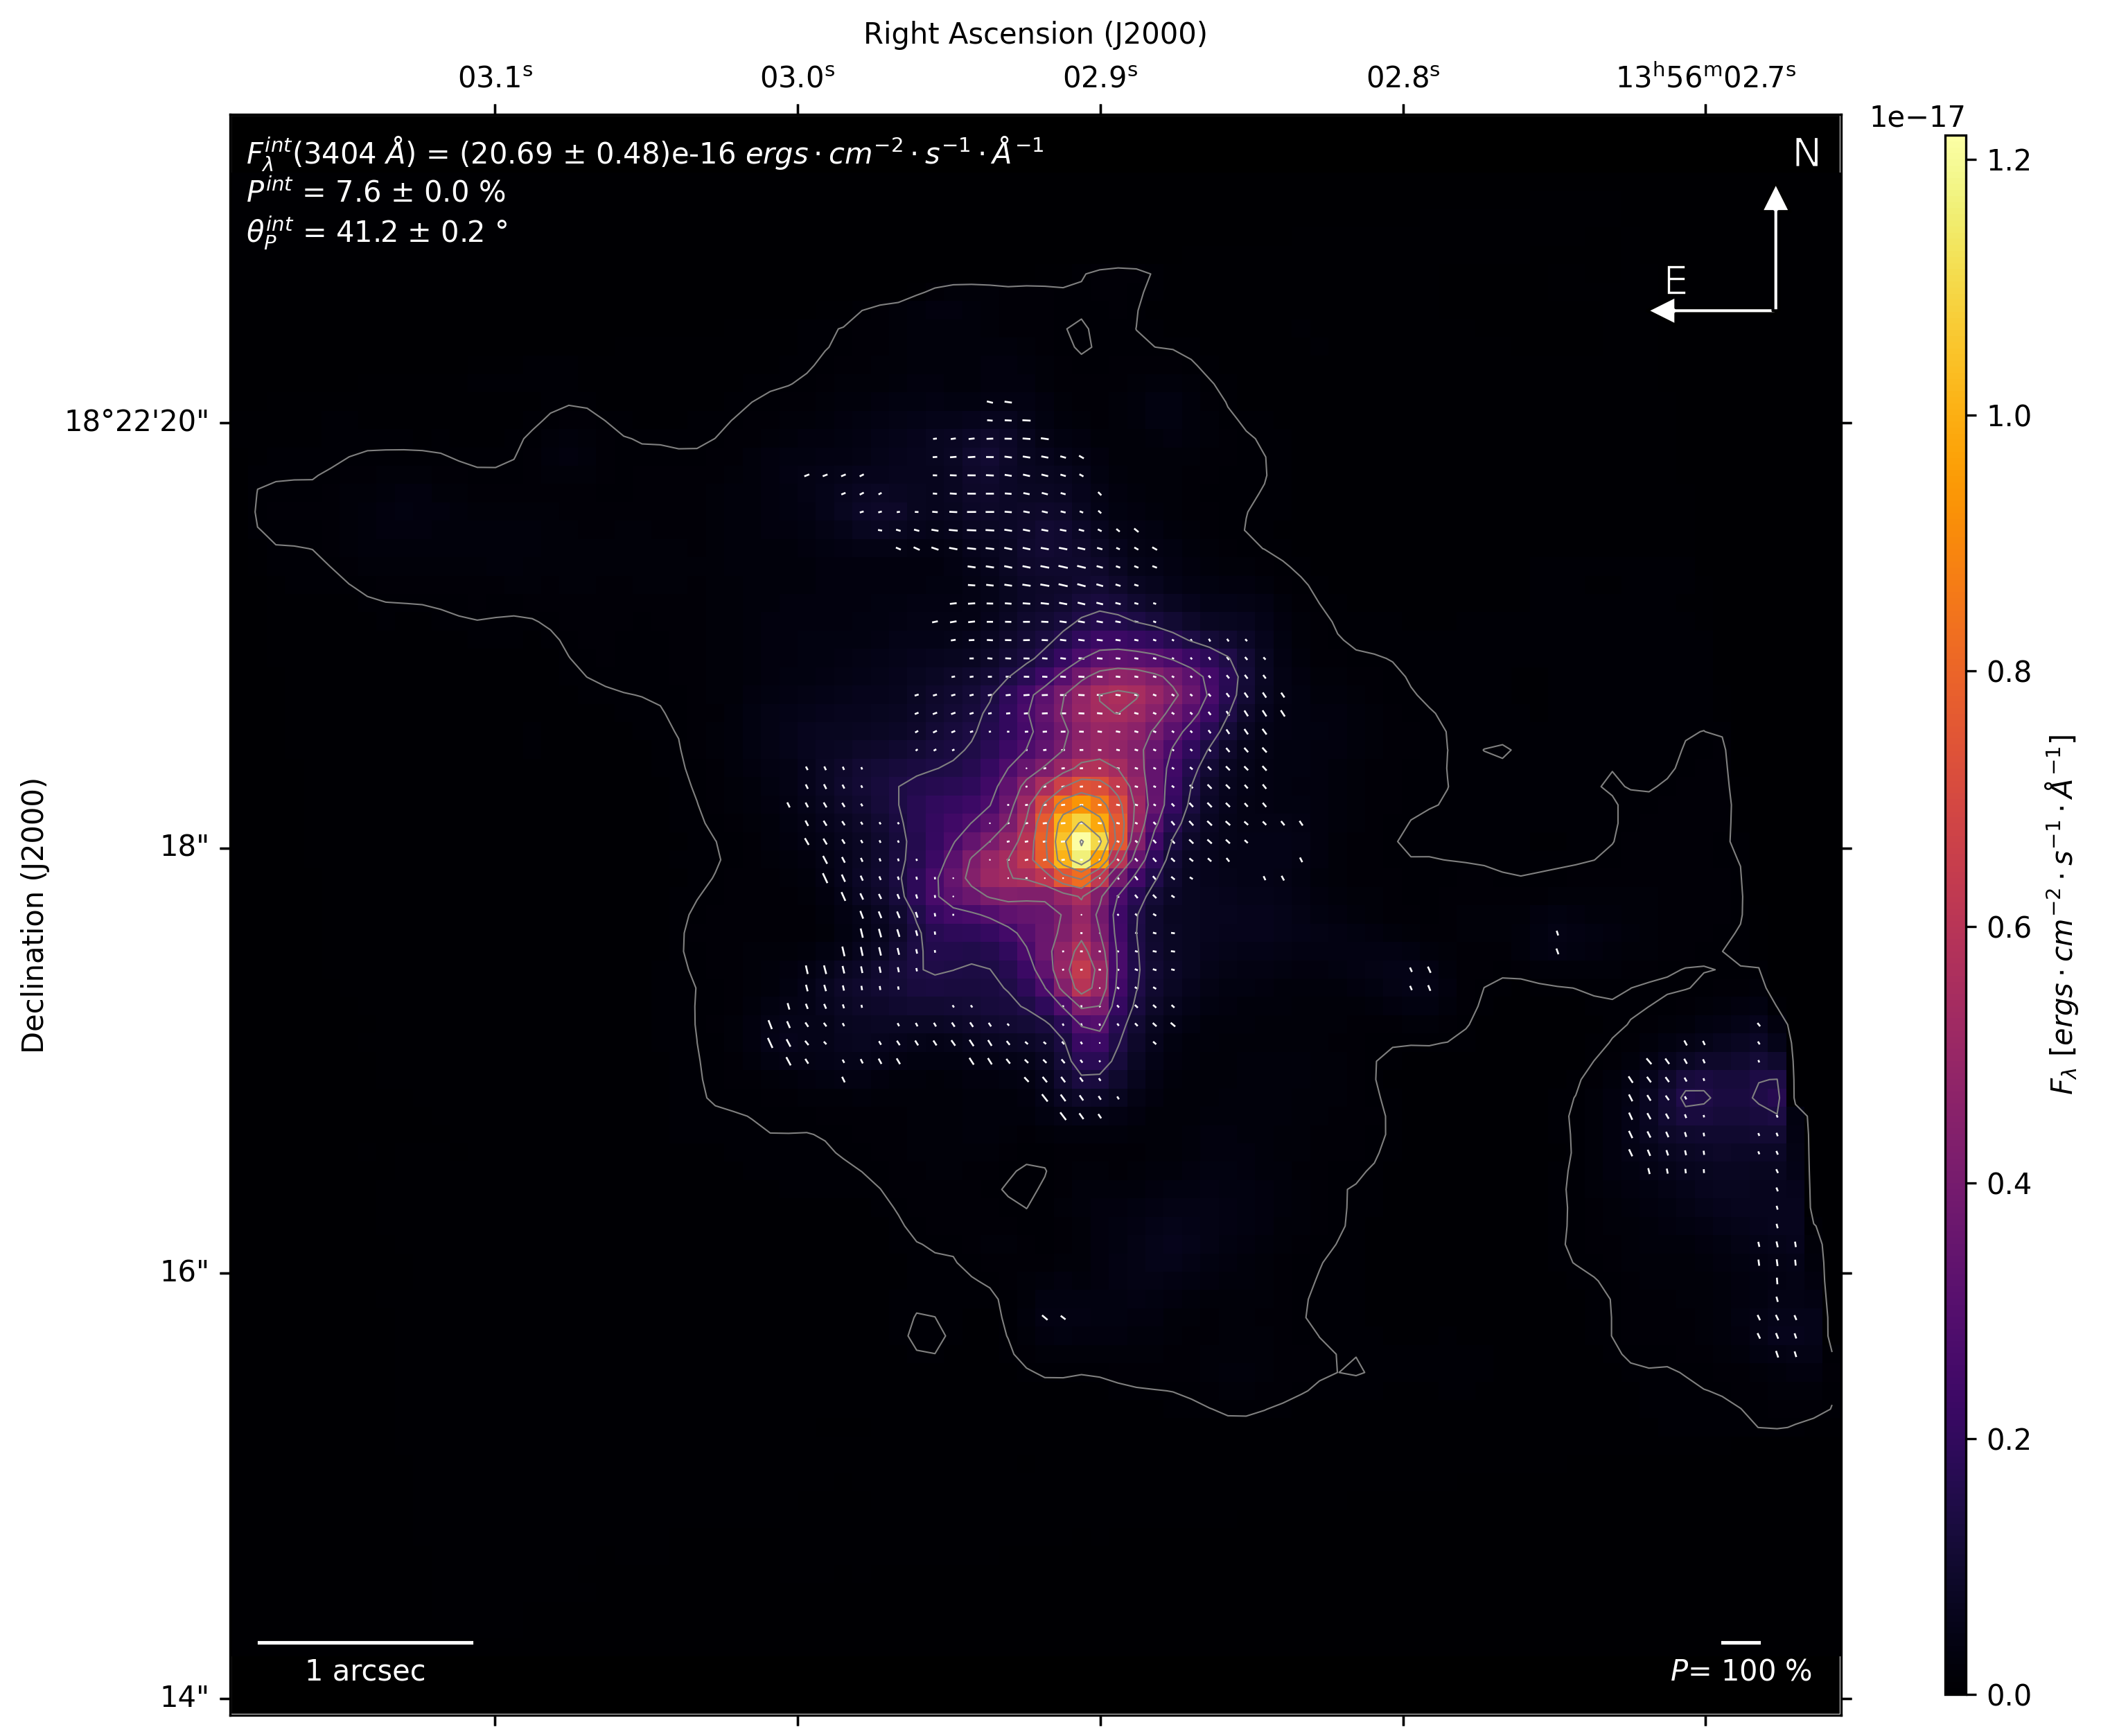 Right Ascension (J2000)
03.1ˢ 03.0ˢ 02.9ˢ 02.8ˢ 13ʰ56ᵐ02.7ˢ
1e−17
F_λ^int(3404 Å) = (20.69 ± 0.48)e-16 ergs · cm⁻² · s⁻¹ · Å⁻¹
P^int = 7.6 ± 0.0 %
θ_P^int = 41.2 ± 0.2 °
N
E
18°22'20"
18"
16"
14"
Declination (J2000)
1 arcsec
P= 100 %
1.2
1.0
0.8
0.6
0.4
0.2
0.0
F_λ [ergs · cm⁻² · s⁻¹ · Å⁻¹]